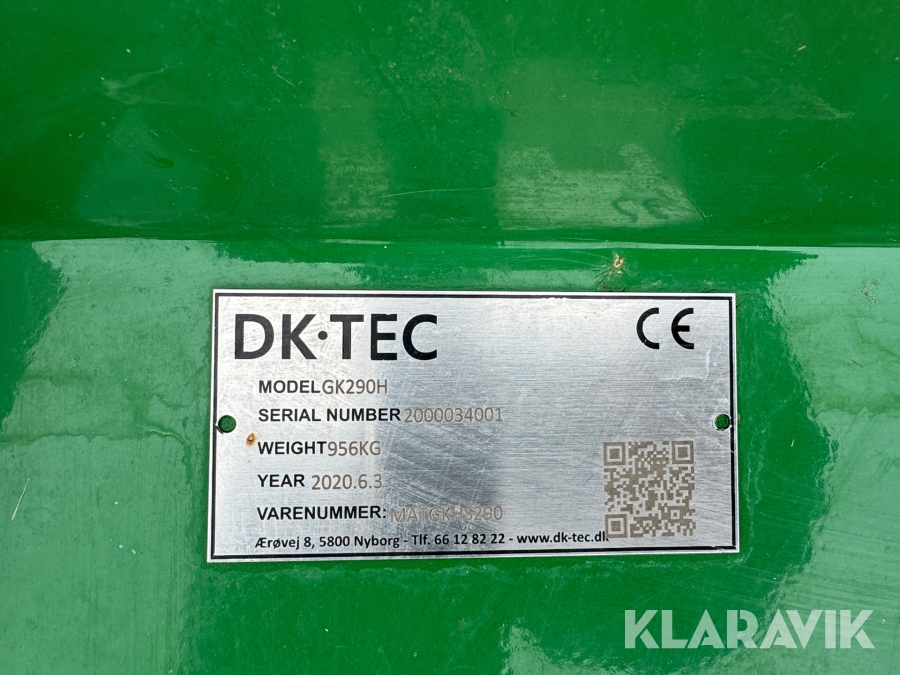 DK·TEC CE
MODEL GK290H
SERIAL NUMBER 2000034001
WEIGHT 956KG
YEAR 2020.6.3
VARENUMMER: MATGKHS290
Ærøvej 8, 5800 Nyborg - Tlf. 66 12 82 22 - www.dk-tec.dk
KLARAVIK